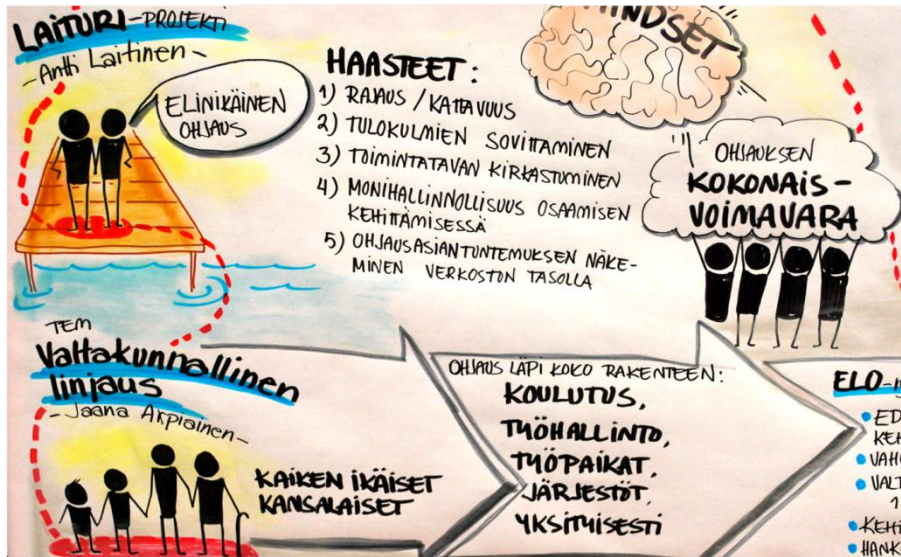 LAITURI-PROJEKTI
- Antti Laitinen -
ELINIKÄINEN
OHJAUS
HAASTEET:
1) RAJAUS / KATTAVUUS
2) TULOKULMIEN SOVITTAMINEN
3) TOIMINTATAVAN KIRKASTUMINEN
4) MONIHALLINNOLLISUUS OSAAMISEN
KEHITTÄMISESSÄ
5) OHJAUSASIANTUNTEMUKSEN NÄKE-
MINEN VERKOSTON TASOLLA
MINDSET
OHJAUKSEN
KOKONAIS-
VOIMAVARA
TEM
Valtakunnallinen
linjaus
- Jaana Arpiainen -
KAIKEN IKÄISET
KANSALAISET
OHJAUS LÄPI KOKO RAKENTEEN:
KOULUTUS,
TYÖHALLINTO,
TYÖPAIKAT,
JÄRJESTÖT,
YKSITYISESTI
ELO-